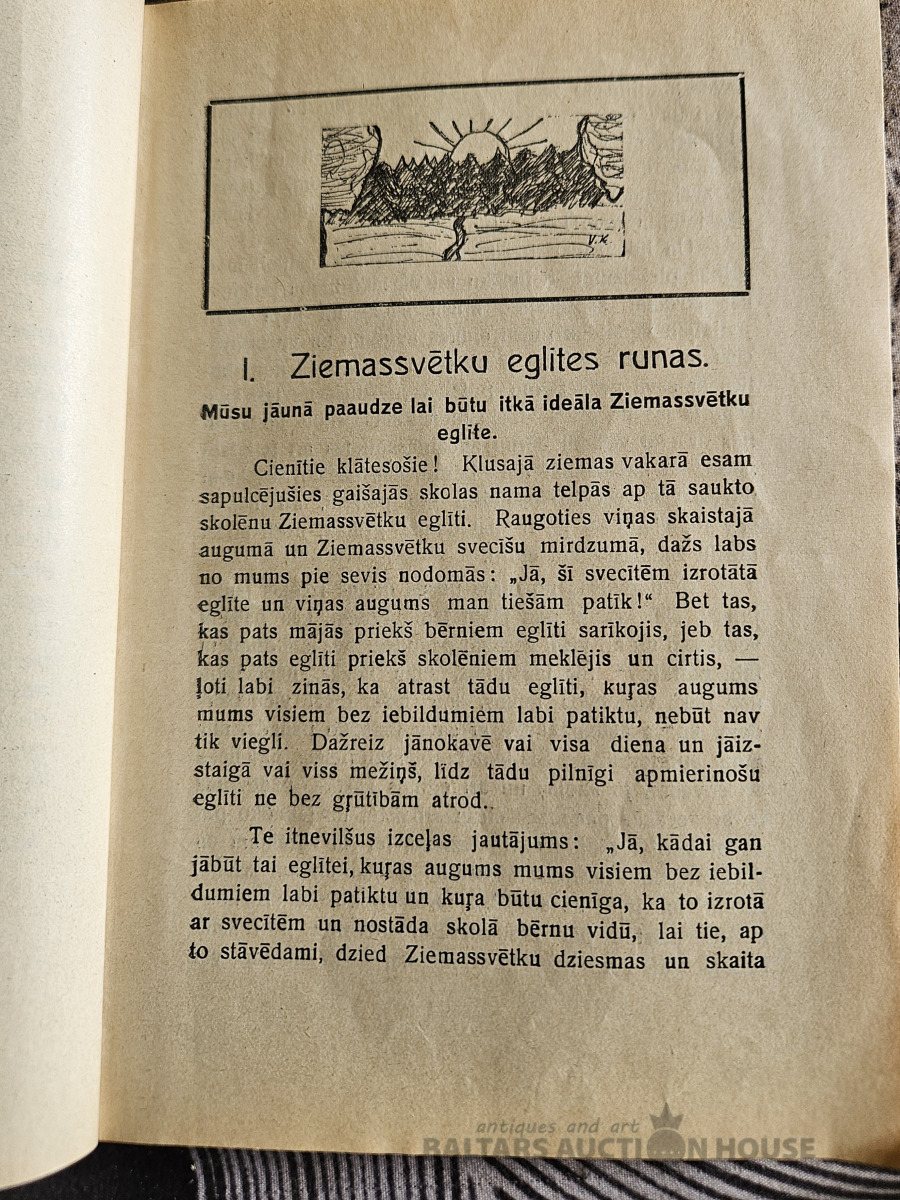 V. K.
I. Ziemassvētku eglītes runas.
Mūsu jāunā paaudze lai būtu itkā ideāla Ziemassvētku
eglīte.
Cienītie klātesošie! Klusajā ziemas vakarā esam
sapulcējušies gaišajās skolas nama telpās ap tā saukto
skolēnu Ziemassvētku eglīti. Raugoties viņas skaistajā
augumā un Ziemassvētku svecīšu mirdzumā, dažs labs
no mums pie sevis nodomās: „Jā, šī svecītēm izrotātā
eglīte un viņas augums man tiešām patīk!“ Bet tas,
kas pats mājās priekš bērniem eglīti sarīkojis, jeb tas,
kas pats eglīti priekš skolēniem meklējis un cirtis, —
ļoti labi zinās, ka atrast tādu eglīti, kuŗas augums
mums visiem bez iebildumiem labi patiktu, nebūt nav
tik viegli. Dažreiz jānokavē vai visa diena un jāiz-
staigā vai viss mežiņš, līdz tādu pilnīgi apmierinošu
eglīti ne bez gŗūtībām atrod.
Te itnevilšus izceļas jautājums: „Jā, kādai gan
jābūt tai eglītei, kuŗas augums mums visiem bez iebil-
dumiem labi patiktu un kuŗa būtu cienīga, ka to izrotā
ar svecītēm un nostāda skolā bērnu vidū, lai tie, ap
to stāvēdami, dzied Ziemassvētku dziesmas un skaita
antiques and art
BALTARS AUCTION HOUSE